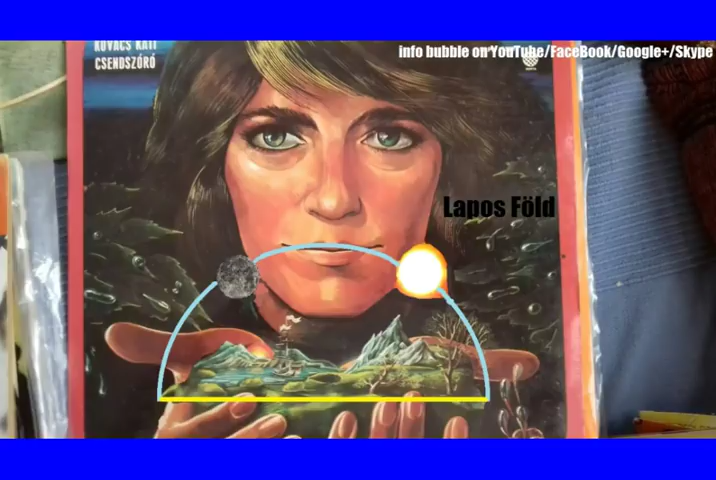 KOVÁCS KATI
CSENDSZÓRÓ
info bubble on YouTube/FaceBook/Google+/Skype
Lapos Föld